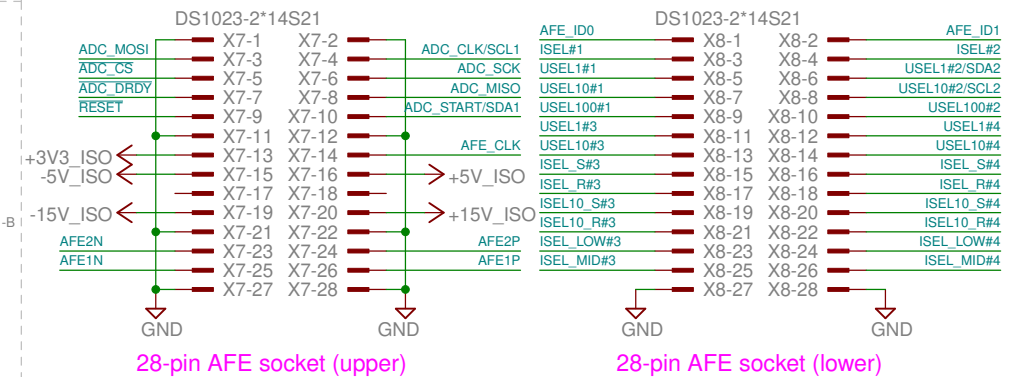 DS1023-2*14S21 DS1023-2*14S21
X7-1 X7-2 AFE_ID0 X8-1 X8-2 AFE_ID1
ADC_MOSI X7-3 X7-4 ADC_CLK/SCL1 ISEL#1 X8-3 X8-4 ISEL#2
ADC_CS X7-5 X7-6 ADC_SCK USEL1#1 X8-5 X8-6 USEL1#2/SDA2
ADC_DRDY X7-7 X7-8 ADC_MISO USEL10#1 X8-7 X8-8 USEL10#2/SCL2
RESET X7-9 X7-10 ADC_START/SDA1 USEL100#1 X8-9 X8-10 USEL100#2
X7-11 X7-12 USEL1#3 X8-11 X8-12 USEL1#4
+3V3_ISO X7-13 X7-14 AFE_CLK USEL10#3 X8-13 X8-14 USEL10#4
-5V_ISO X7-15 X7-16 +5V_ISO ISEL_S#3 X8-15 X8-16 ISEL_S#4
X7-17 X7-18 ISEL_R#3 X8-17 X8-18 ISEL_R#4
-15V_ISO X7-19 X7-20 +15V_ISO ISEL10_S#3 X8-19 X8-20 ISEL10_S#4
-B X7-21 X7-22 ISEL10_R#3 X8-21 X8-22 ISEL10_R#4
AFE2N X7-23 X7-24 AFE2P ISEL_LOW#3 X8-23 X8-24 ISEL_LOW#4
AFE1N X7-25 X7-26 AFE1P ISEL_MID#3 X8-25 X8-26 ISEL_MID#4
X7-27 X7-28 X8-27 X8-28
GND GND GND GND
28-pin AFE socket (upper) 28-pin AFE socket (lower)